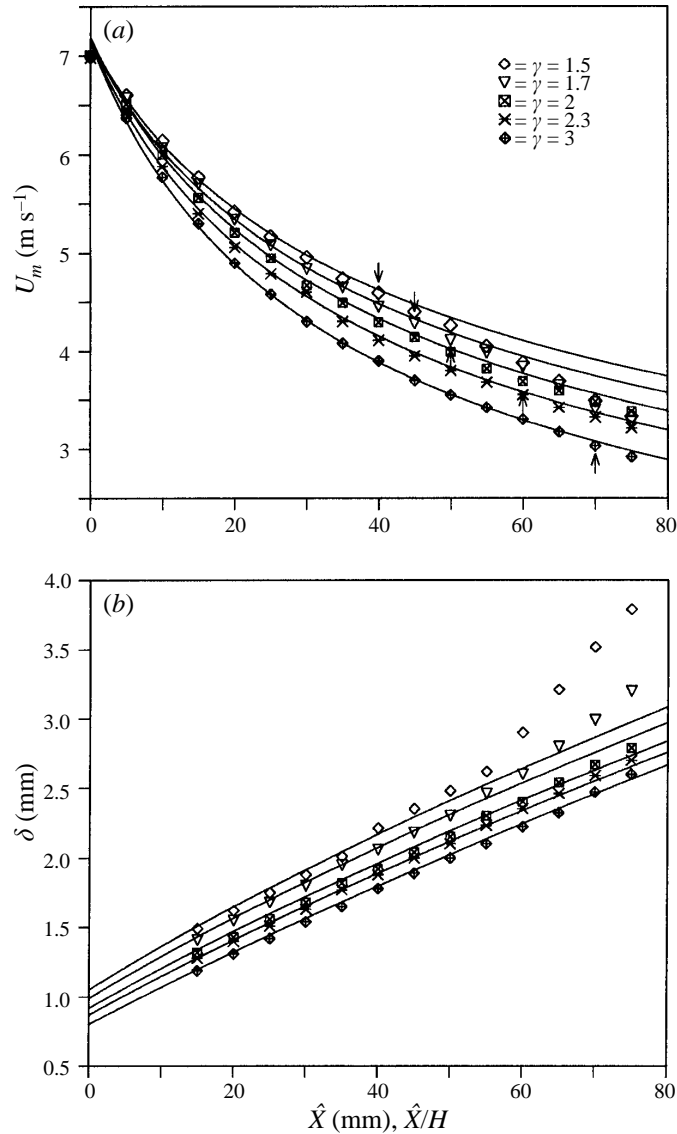 (a)
7
6
5
4
3
U_m (m s⁻¹)
◇ = γ = 1.5
▽ = γ = 1.7
⊠ = γ = 2
✳ = γ = 2.3
⌖ = γ = 3
0 20 40 60 80
(b)
4.0
3.5
3.0
2.5
2.0
1.5
1.0
0.5
δ (mm)
0 20 40 60 80
X̂ (mm), X̂/H